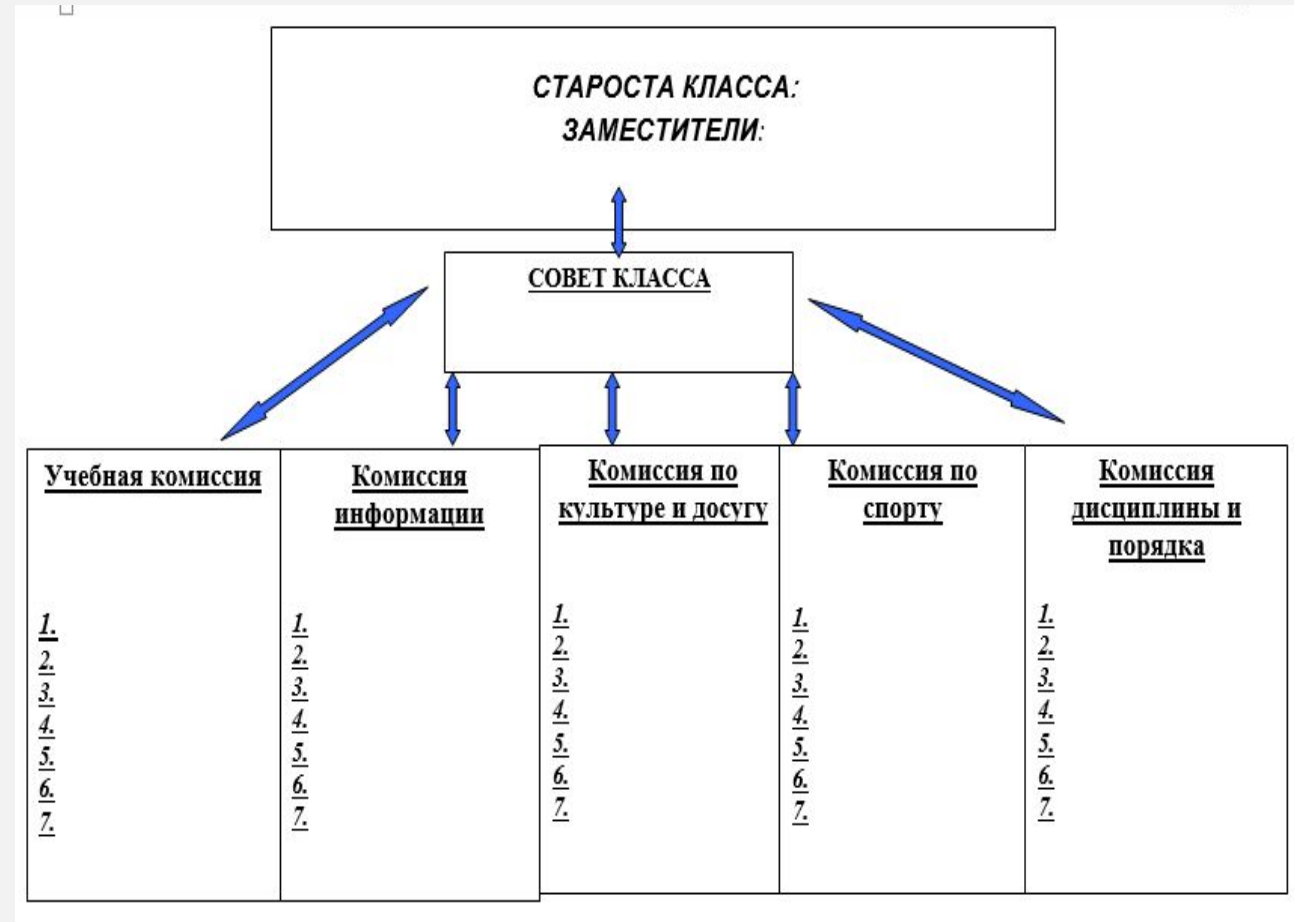 СТАРОСТА КЛАССА:
ЗАМЕСТИТЕЛИ:
СОВЕТ КЛАССА
Учебная комиссия
1.
2.
3.
4.
5.
6.
7.
Комиссия
информации
1.
2.
3.
4.
5.
6.
7.
Комиссия по
культуре и досугу
1.
2.
3.
4.
5.
6.
7.
Комиссия по
спорту
1.
2.
3.
4.
5.
6.
7.
Комиссия
дисциплины и
порядка
1.
2.
3.
4.
5.
6.
7.